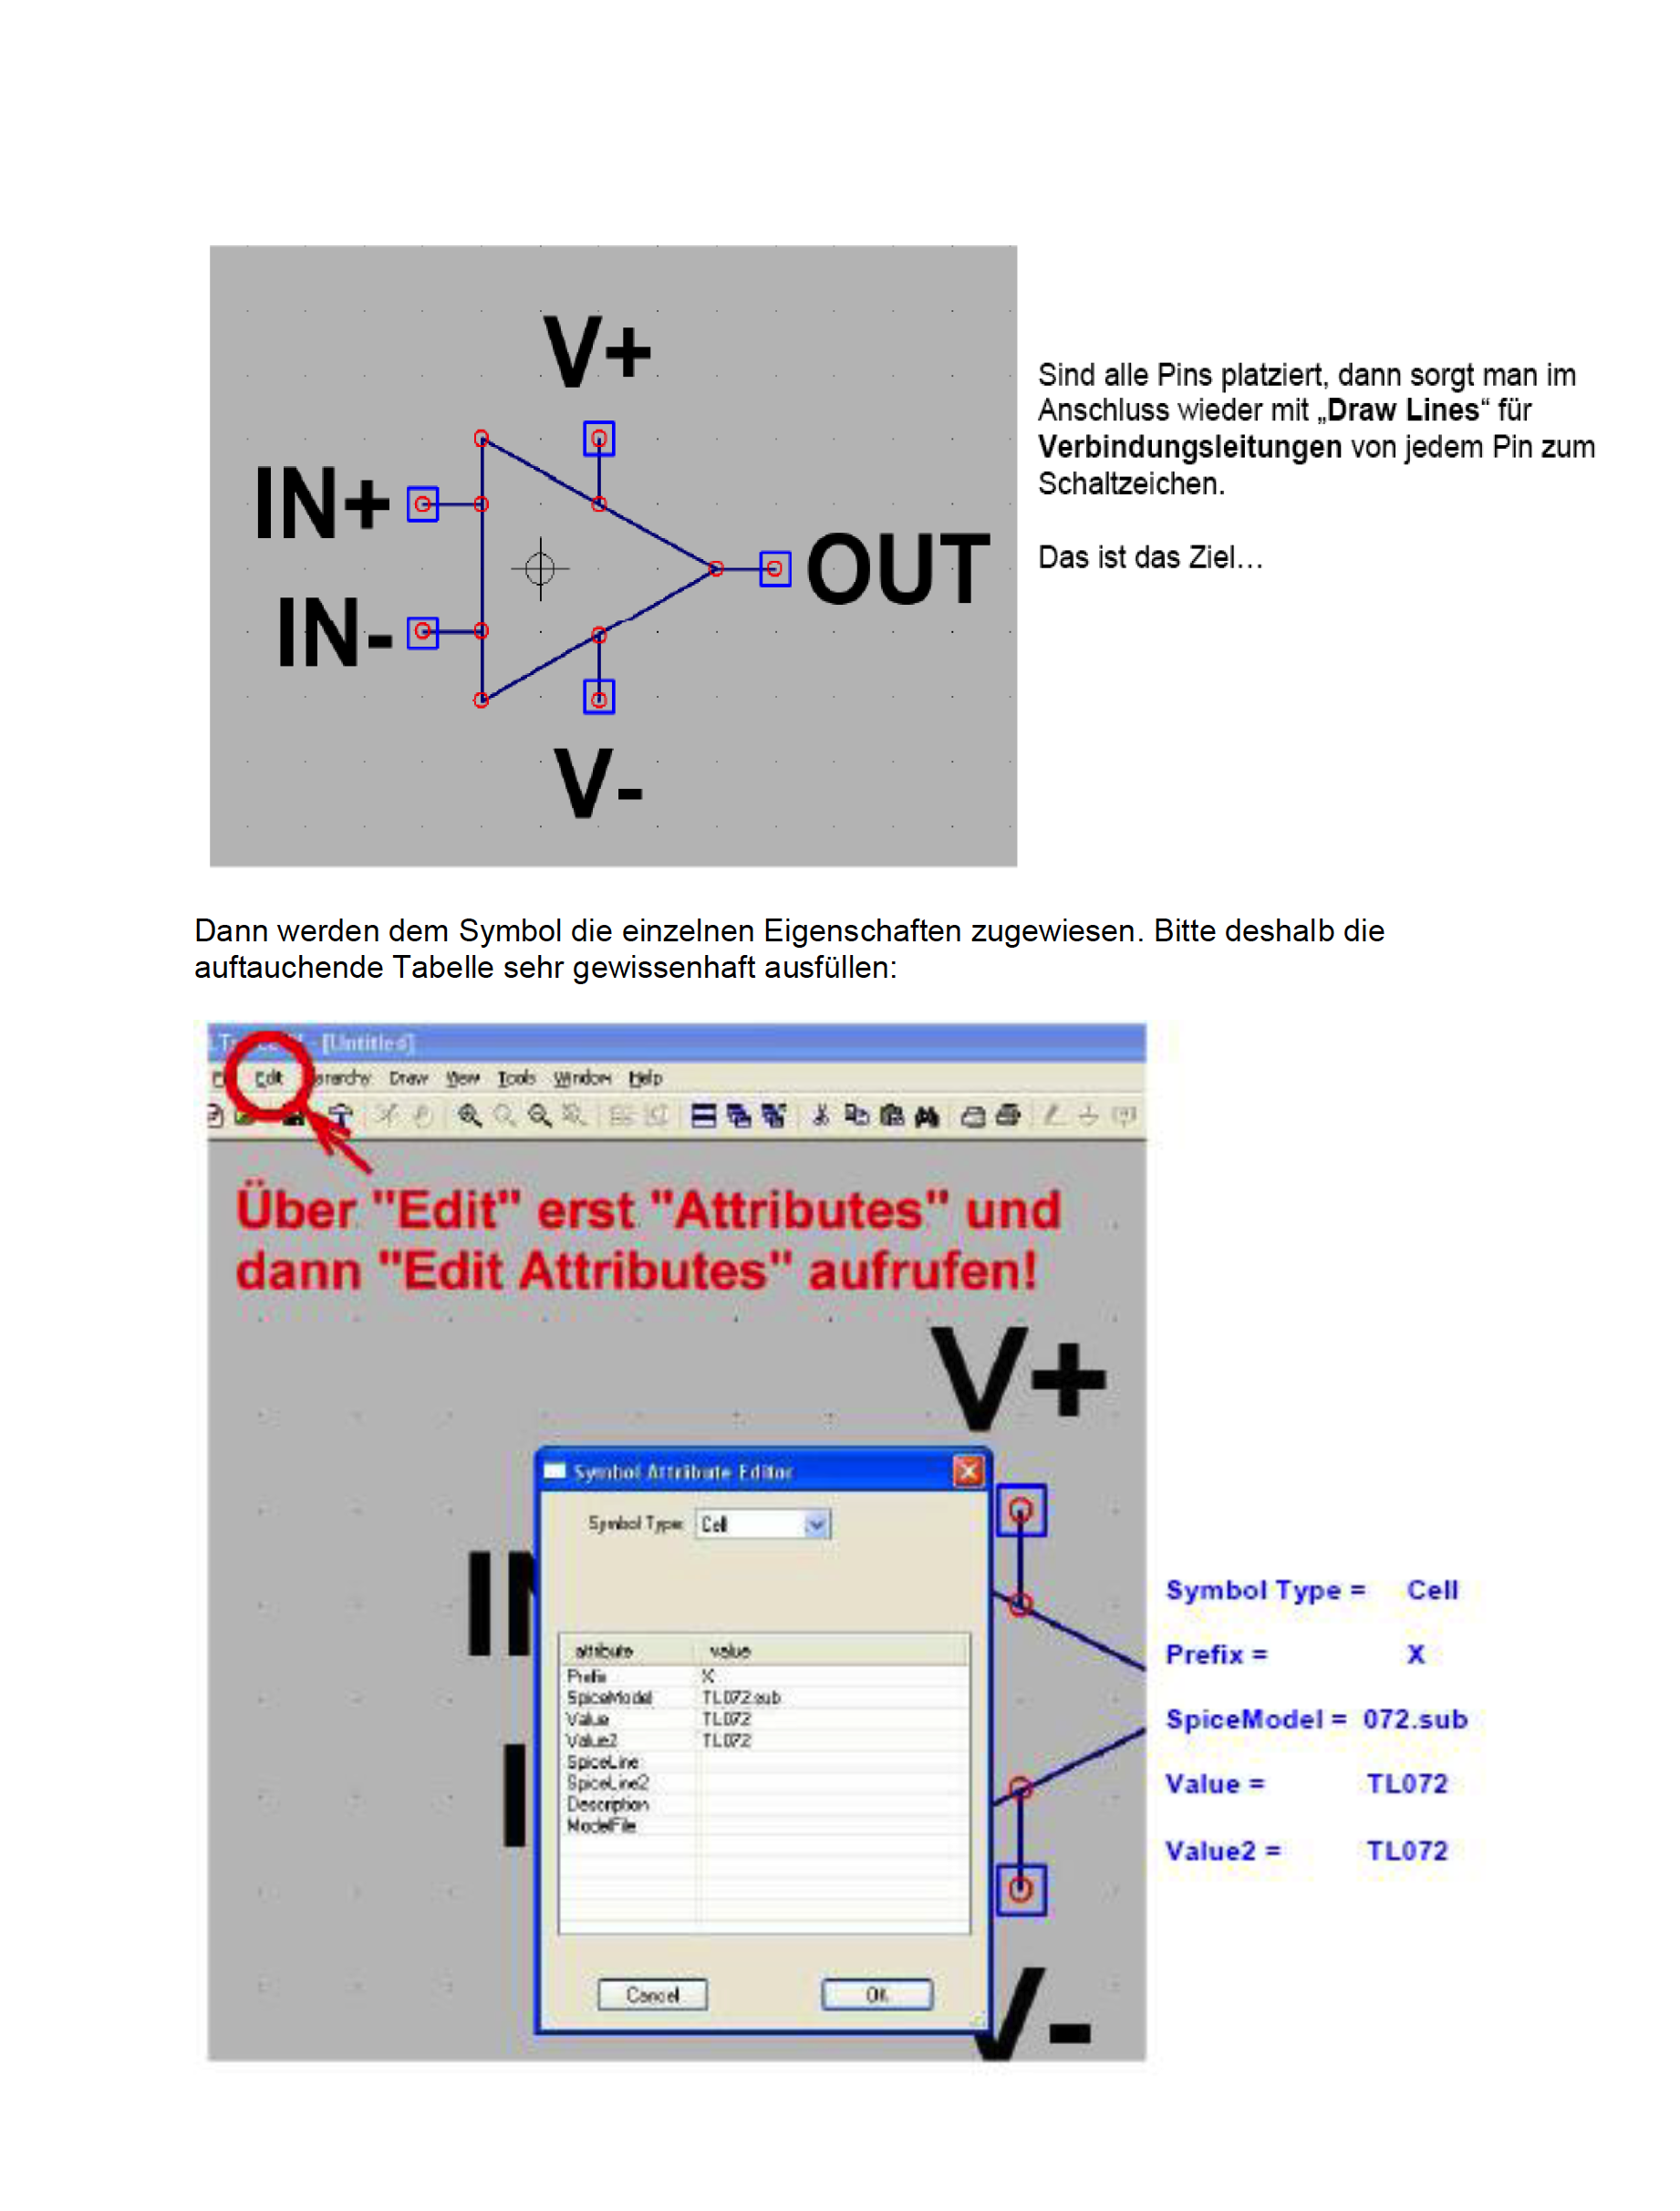 V+
IN+
OUT
IN-
V-
Sind alle Pins platziert, dann sorgt man im
Anschluss wieder mit „Draw Lines“ für
Verbindungsleitungen von jedem Pin zum
Schaltzeichen.
Das ist das Ziel…
Dann werden dem Symbol die einzelnen Eigenschaften zugewiesen. Bitte deshalb die
auftauchende Tabelle sehr gewissenhaft ausfüllen:
- [Untitled]
Edit Draw View Tools Window Help
Über "Edit" erst "Attributes" und
dann "Edit Attributes" aufrufen!
V+
Symbol Attribute Editor
Symbol Type: Cell
attribute value
Prefix X
SpiceModel TL072.sub
Value TL072
Value2 TL072
SpiceLine
SpiceLine2
Description
ModelFile
Cancel OK
V-
Symbol Type = Cell
Prefix = X
SpiceModel = 072.sub
Value = TL072
Value2 = TL072